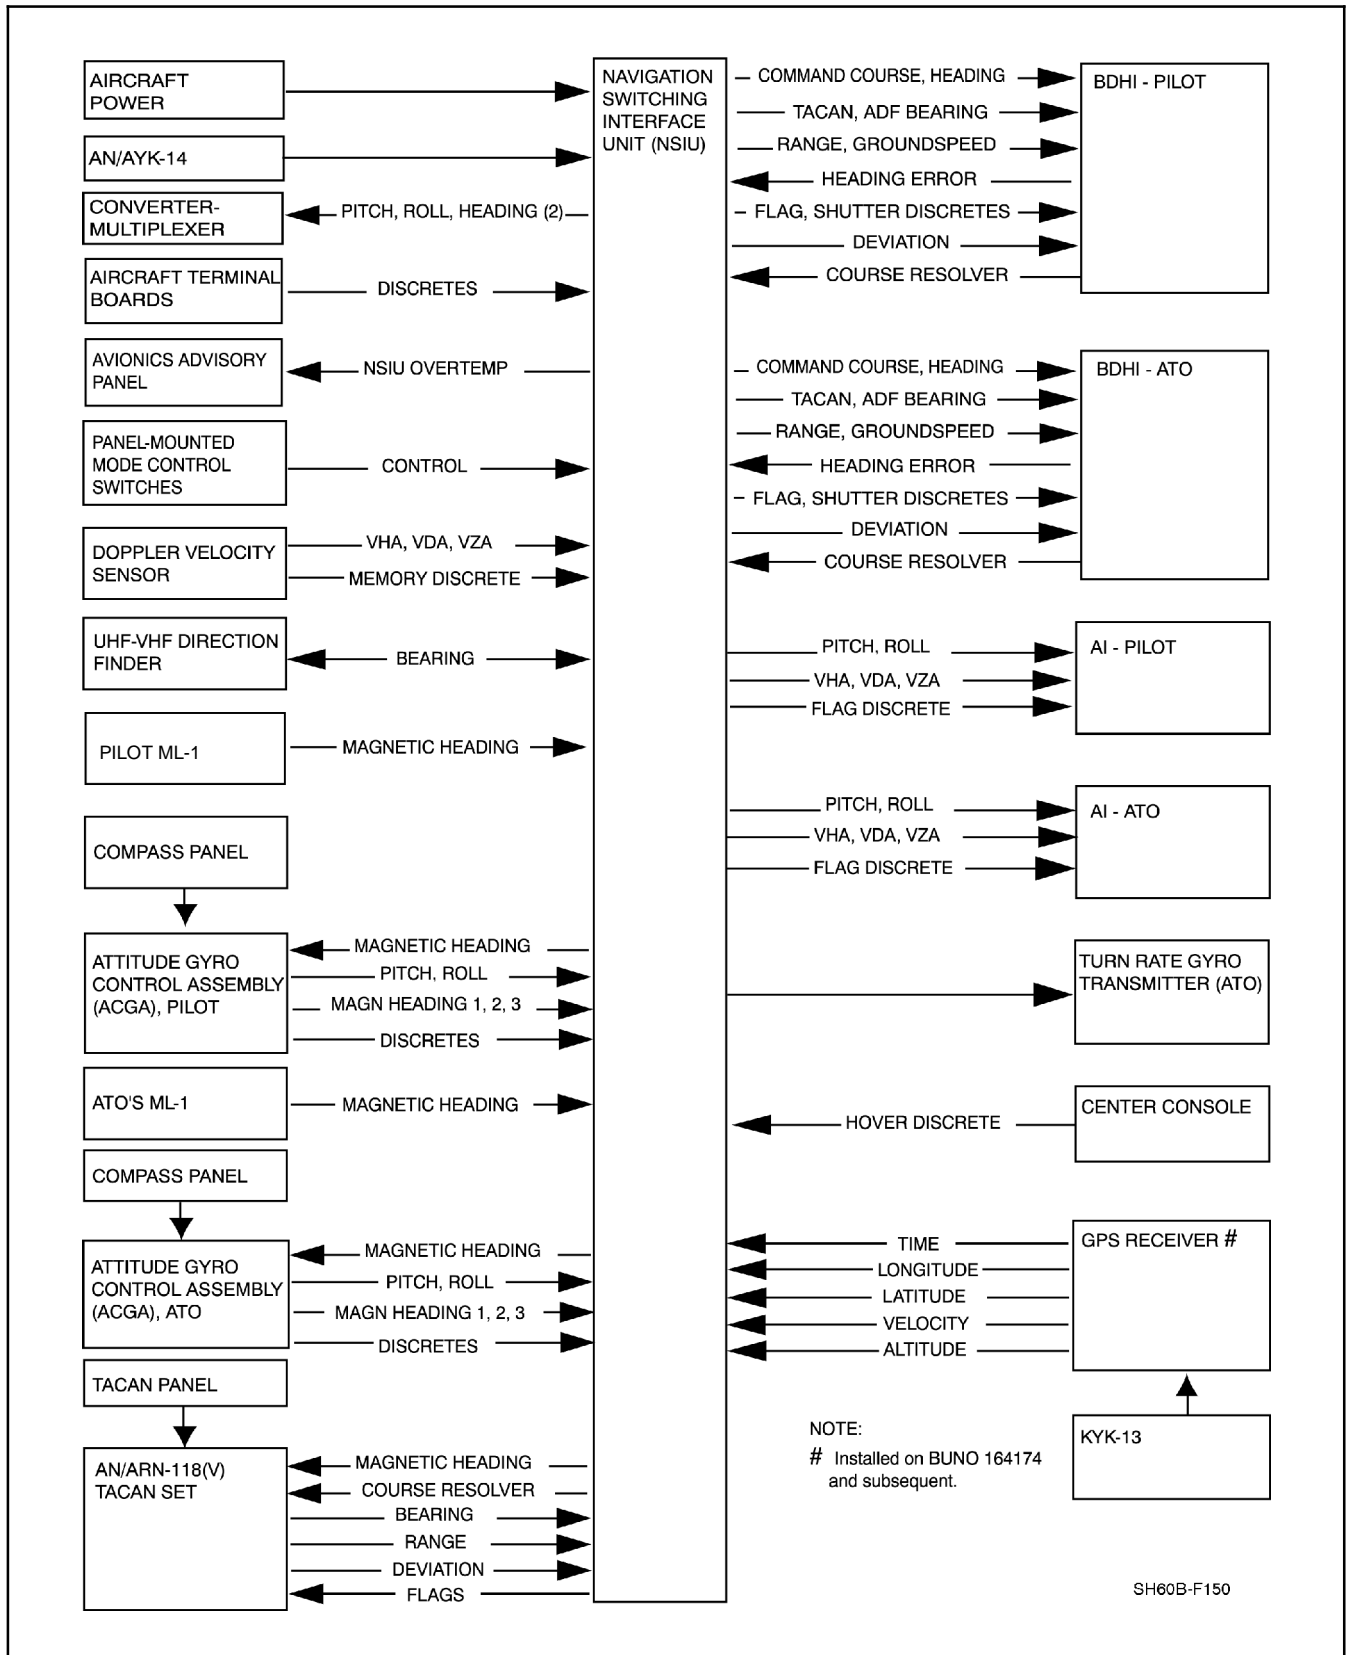 AIRCRAFT
POWER
AN/AYK-14
CONVERTER-
MULTIPLEXER
PITCH, ROLL, HEADING (2)
AIRCRAFT TERMINAL
BOARDS
DISCRETES
AVIONICS ADVISORY
PANEL
NSIU OVERTEMP
PANEL-MOUNTED
MODE CONTROL
SWITCHES
CONTROL
DOPPLER VELOCITY
SENSOR
VHA, VDA, VZA
MEMORY DISCRETE
UHF-VHF DIRECTION
FINDER
BEARING
PILOT ML-1
MAGNETIC HEADING
COMPASS PANEL
ATTITUDE GYRO
CONTROL ASSEMBLY
(ACGA), PILOT
MAGNETIC HEADING
PITCH, ROLL
MAGN HEADING 1, 2, 3
DISCRETES
ATO'S ML-1
MAGNETIC HEADING
COMPASS PANEL
ATTITUDE GYRO
CONTROL ASSEMBLY
(ACGA), ATO
MAGNETIC HEADING
PITCH, ROLL
MAGN HEADING 1, 2, 3
DISCRETES
TACAN PANEL
AN/ARN-118(V)
TACAN SET
MAGNETIC HEADING
COURSE RESOLVER
BEARING
RANGE
DEVIATION
FLAGS
NAVIGATION
SWITCHING
INTERFACE
UNIT (NSIU)
COMMAND COURSE, HEADING
TACAN, ADF BEARING
RANGE, GROUNDSPEED
HEADING ERROR
FLAG, SHUTTER DISCRETES
DEVIATION
COURSE RESOLVER
BDHI - PILOT
COMMAND COURSE, HEADING
TACAN, ADF BEARING
RANGE, GROUNDSPEED
HEADING ERROR
FLAG, SHUTTER DISCRETES
DEVIATION
COURSE RESOLVER
BDHI - ATO
PITCH, ROLL
VHA, VDA, VZA
FLAG DISCRETE
AI - PILOT
PITCH, ROLL
VHA, VDA, VZA
FLAG DISCRETE
AI - ATO
TURN RATE GYRO
TRANSMITTER (ATO)
HOVER DISCRETE
CENTER CONSOLE
TIME
LONGITUDE
LATITUDE
VELOCITY
ALTITUDE
GPS RECEIVER #
KYK-13
NOTE:
# Installed on BUNO 164174
and subsequent.
SH60B-F150